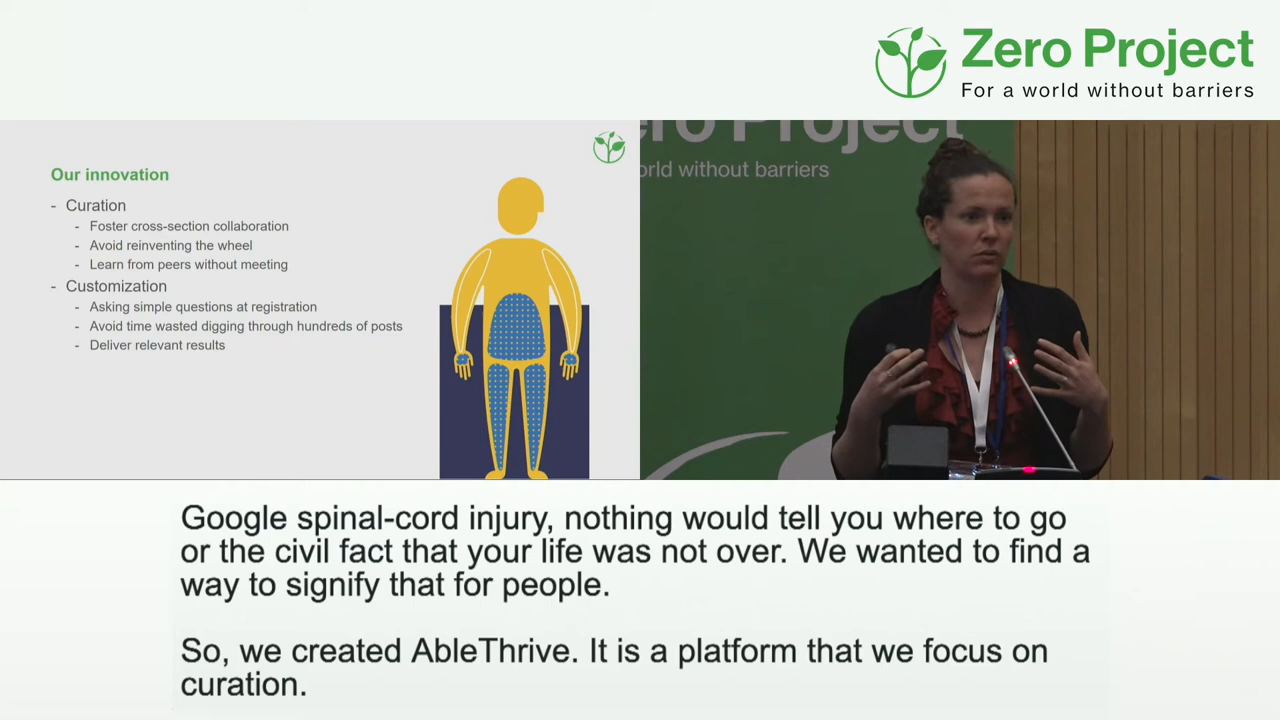 Zero Project
For a world without barriers
Our innovation
- Curation
- Foster cross-section collaboration
- Avoid reinventing the wheel
- Learn from peers without meeting
- Customization
- Asking simple questions at registration
- Avoid time wasted digging through hundreds of posts
- Deliver relevant results
ero Project
orld without barriers
Google spinal-cord injury, nothing would tell you where to go
or the civil fact that your life was not over. We wanted to find a
way to signify that for people.
So, we created AbleThrive. It is a platform that we focus on
curation.